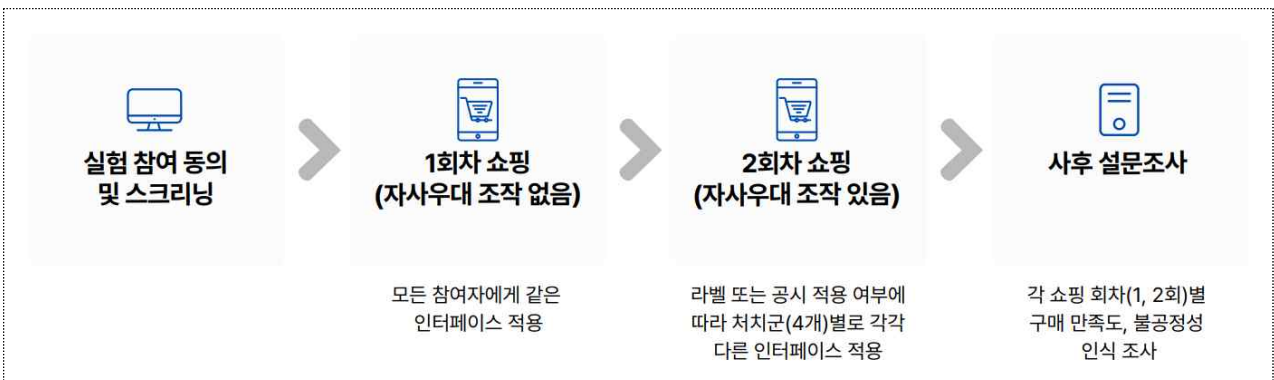 실험 참여 동의
및 스크리닝
1회차 쇼핑
(자사우대 조작 없음)
모든 참여자에게 같은
인터페이스 적용
2회차 쇼핑
(자사우대 조작 있음)
라벨 또는 공시 적용 여부에
따라 처치군(4개)별로 각각
다른 인터페이스 적용
사후 설문조사
각 쇼핑 회차(1, 2회)별
구매 만족도, 불공정성
인식 조사